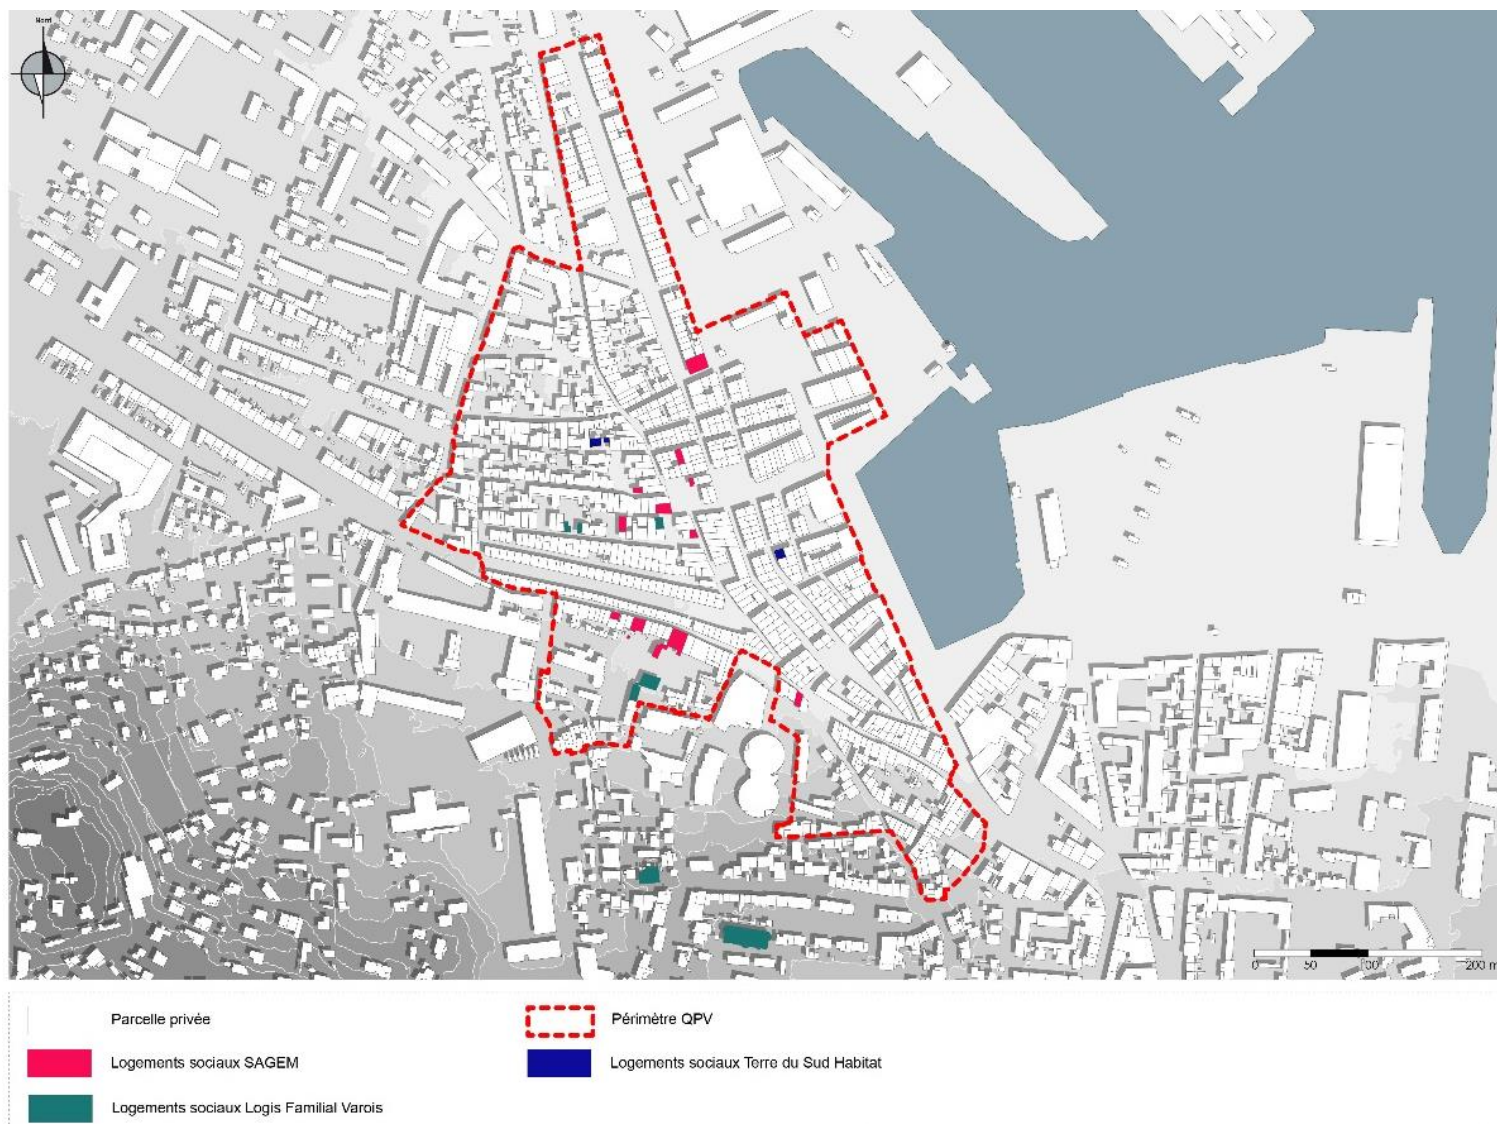 Nord
0 50 100 200 m
Parcelle privée
Périmètre QPV
Logements sociaux SAGEM
Logements sociaux Terre du Sud Habitat
Logements sociaux Logis Familial Varois